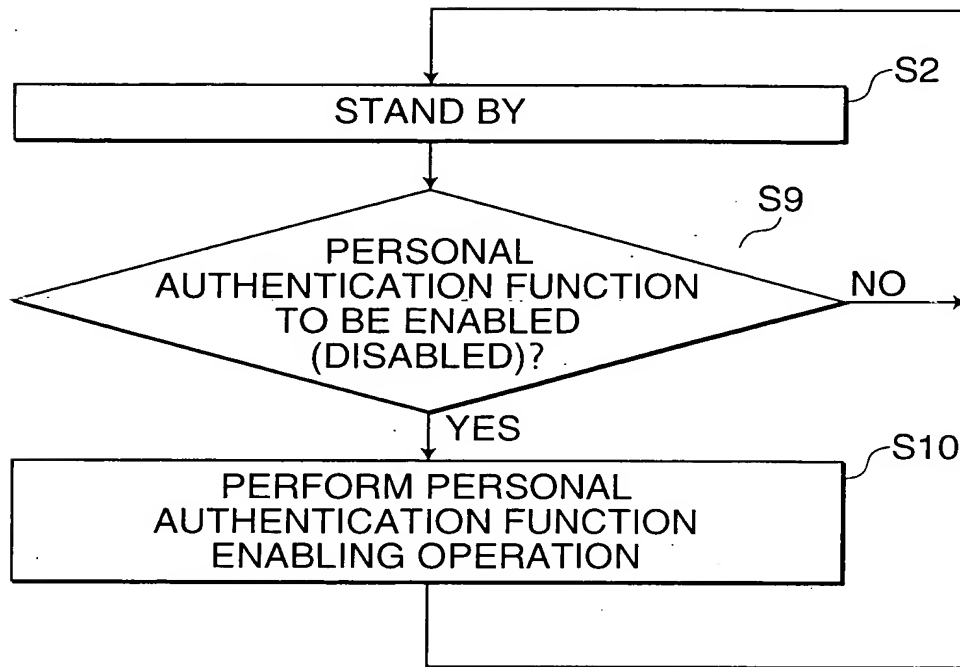 STAND BY
S2
PERSONAL
AUTHENTICATION FUNCTION
TO BE ENABLED
(DISABLED)?
S9
NO
YES
PERFORM PERSONAL
AUTHENTICATION FUNCTION
ENABLING OPERATION
S10